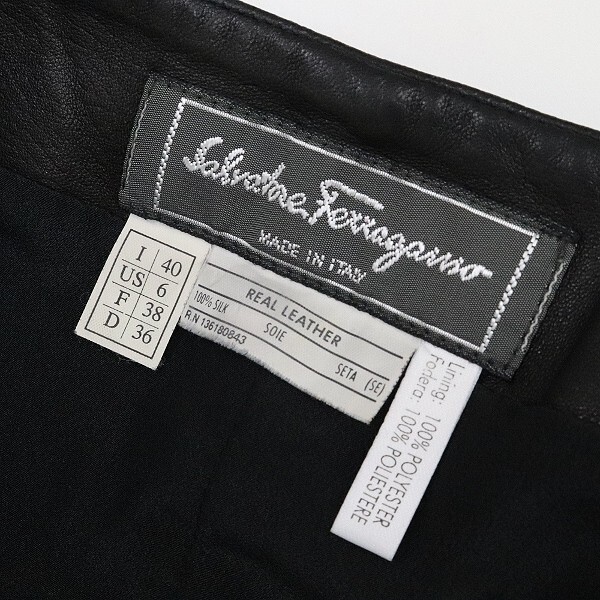 Salvatore Ferragamo
MADE IN ITALY
I 40
US 6
F 38
D 36
REAL LEATHER
100% SILK SOIE SETA (SE)
R.N 136180843
Lining: 100% POLYESTER
Fodera: 100% POLIESTERE